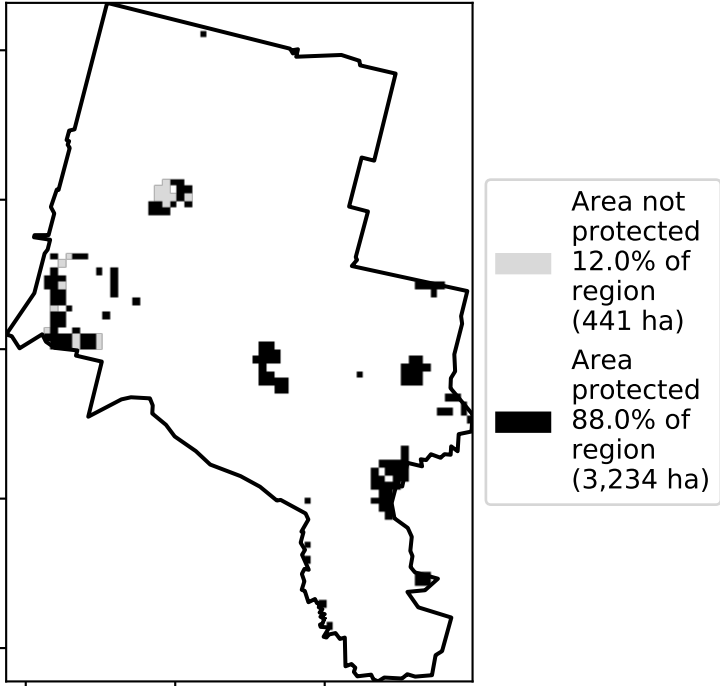 Area not
protected
12.0% of
region
(441 ha)
Area
protected
88.0% of
region
(3,234 ha)